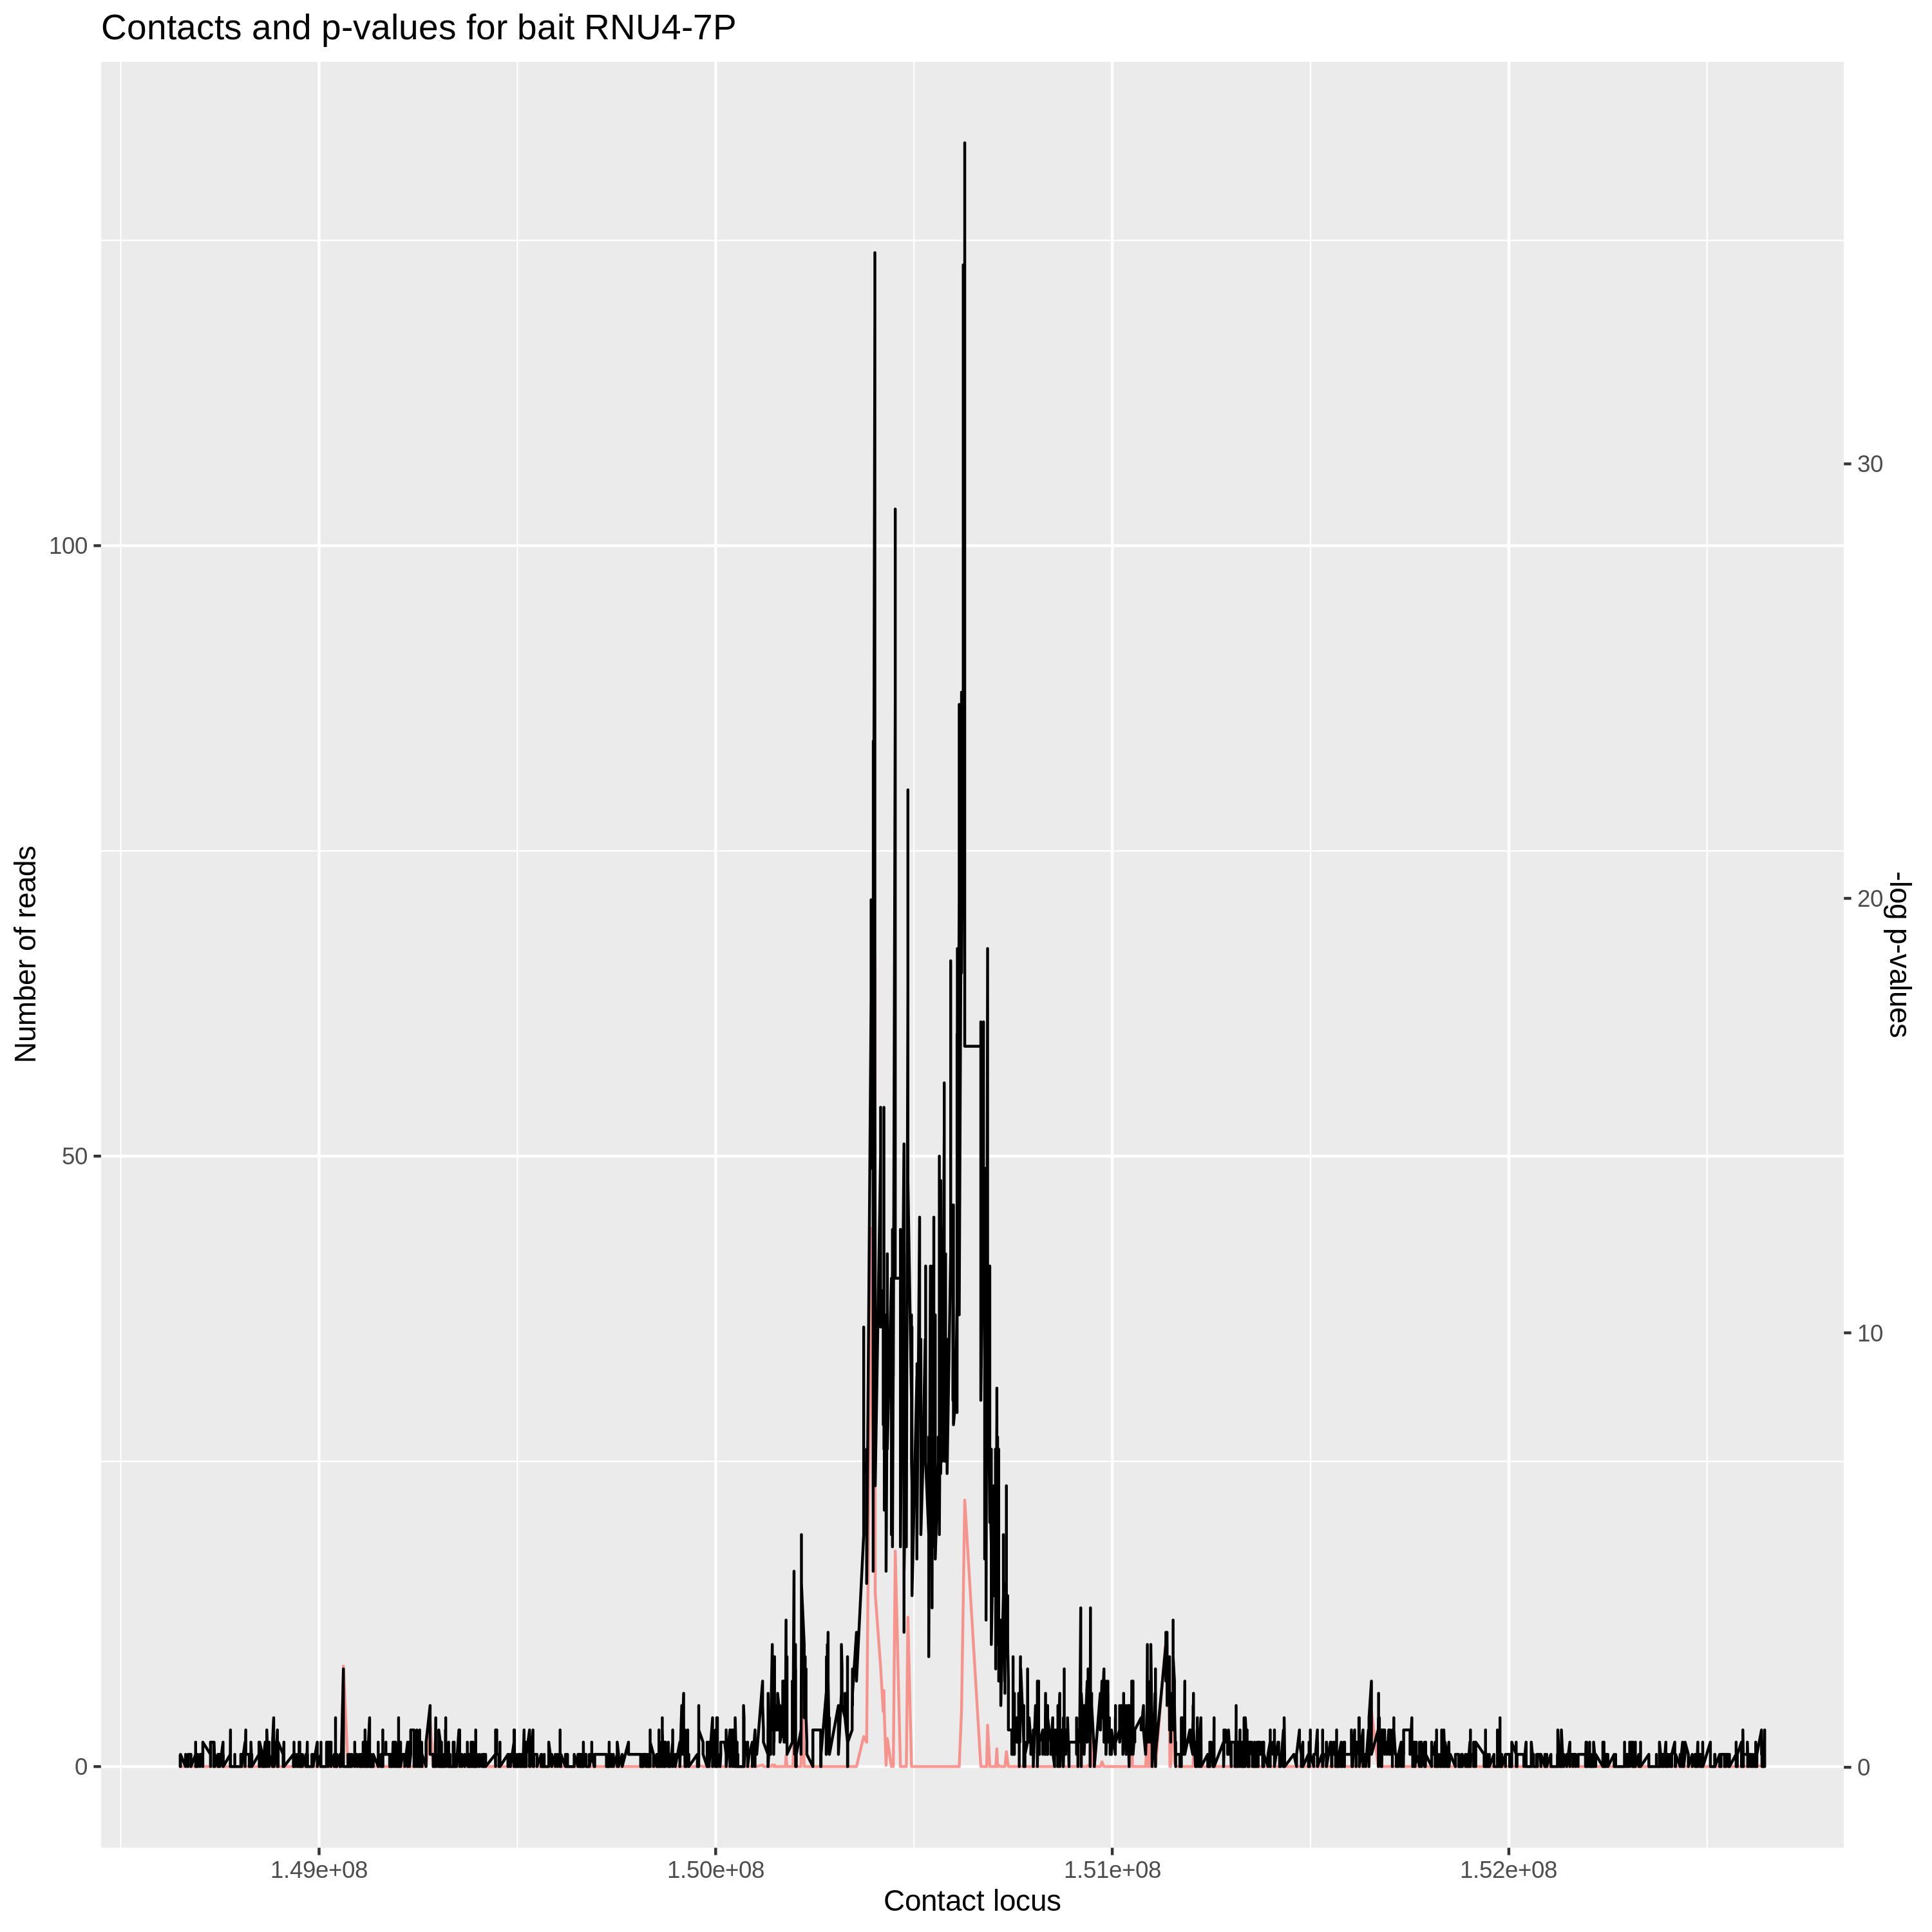 Contacts and p-values for bait RNU4-7P
Number of reads
100
50
0
30
20
10
0
-log p-values
1.49e+08
1.50e+08
1.51e+08
1.52e+08
Contact locus